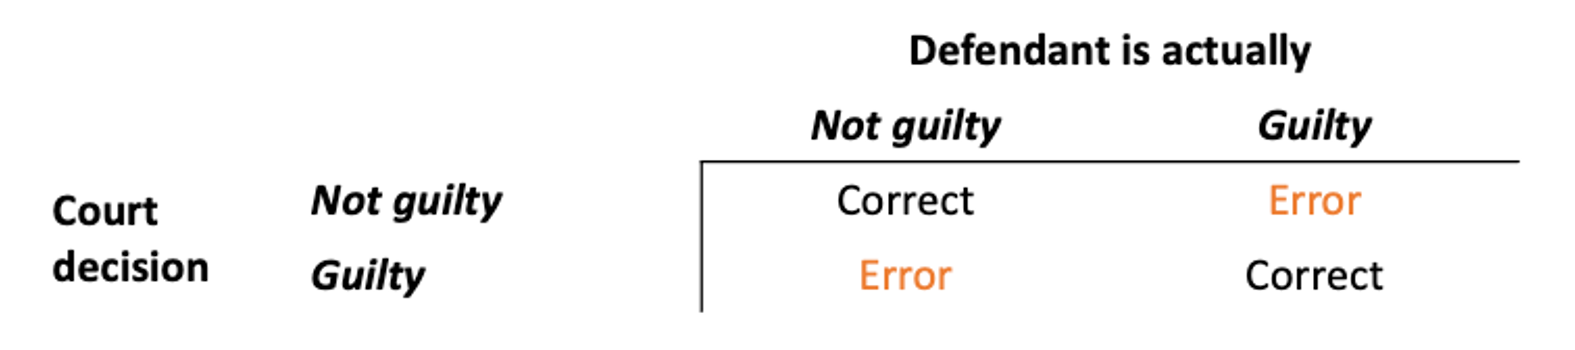 Defendant is actually
Not guilty Guilty
Court decision
Not guilty Correct Error
Guilty Error Correct